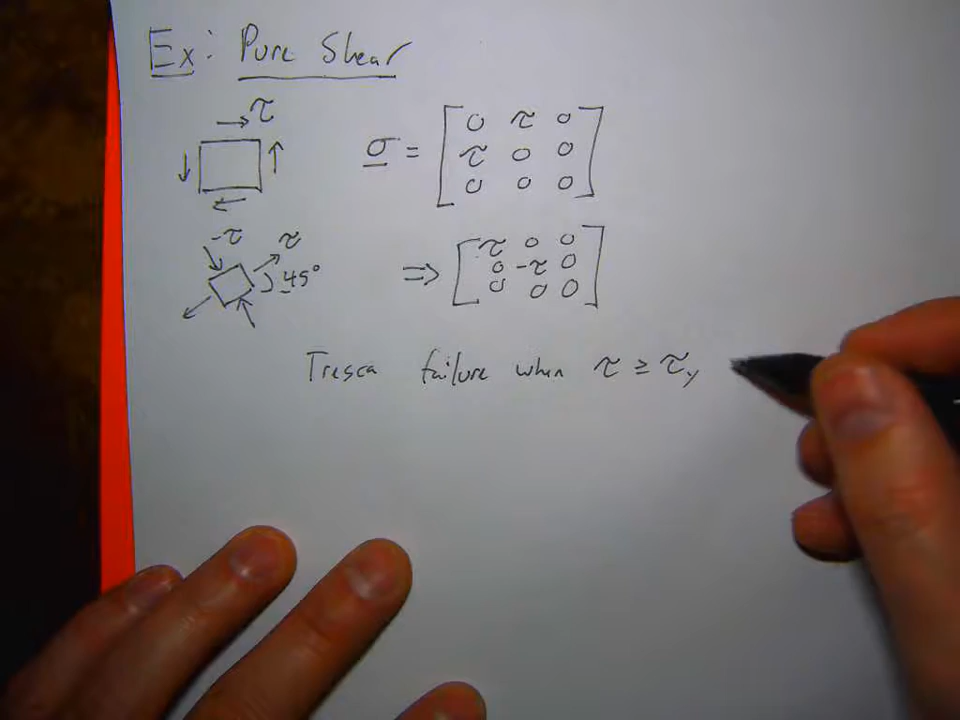 Ex: Pure Shear
τ
σ = [0 τ 0
τ 0 0
0 0 0]
-τ τ
45°
⇒ [τ 0 0
0 -τ 0
0 0 0]
Tresca failure when τ ≥ τy